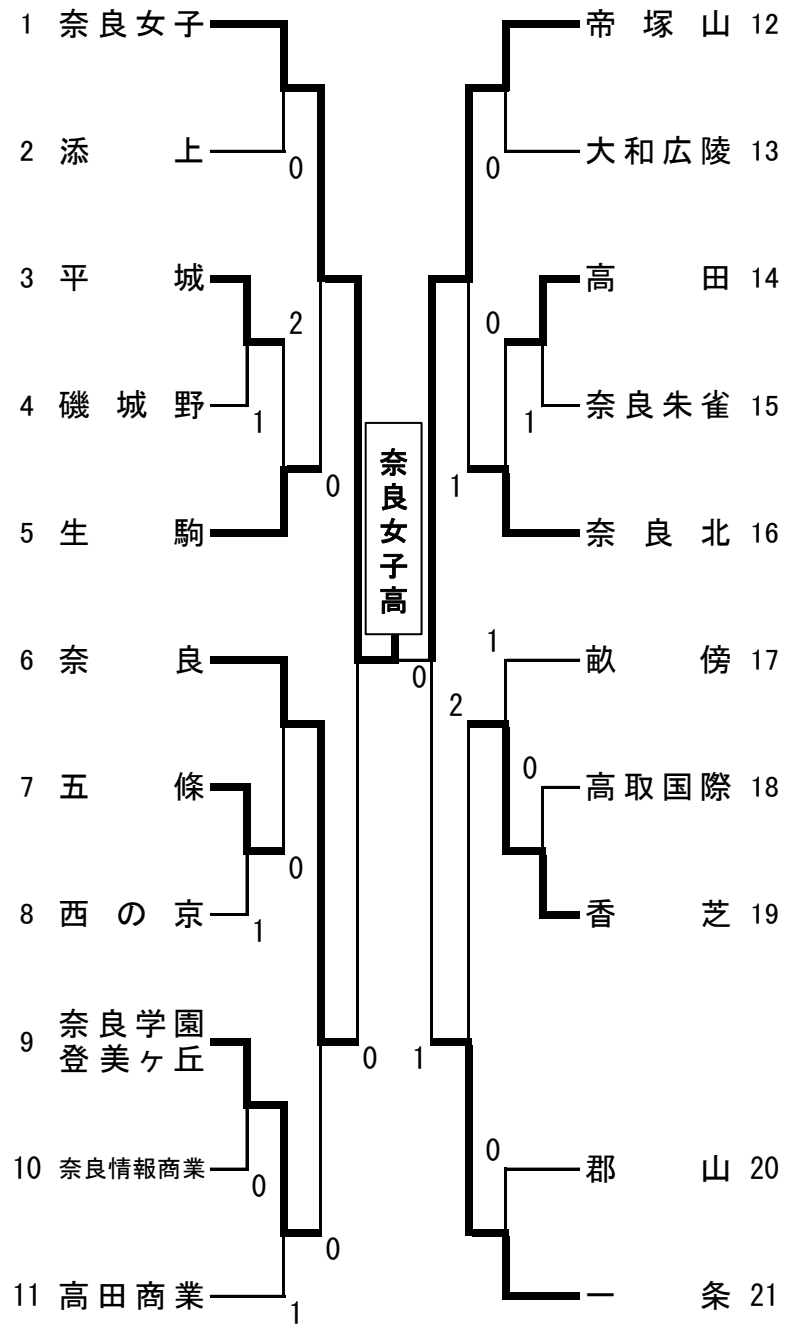 1 奈良女子
0
2 添上
3 平城
2
4 磯城野
1
0
5 生駒
6 奈良
7 五條
0
8 西の京
1
9 奈良学園
登美ヶ丘
0
10 奈良情報商業
0
0
11 高田商業
1
奈良女子高
0
帝塚山 12
0
大和広陵 13
高田 14
0
奈良朱雀 15
1
1
奈良北 16
1
畝傍 17
2
0
高取国際 18
香芝 19
1
0
郡山 20
一条 21